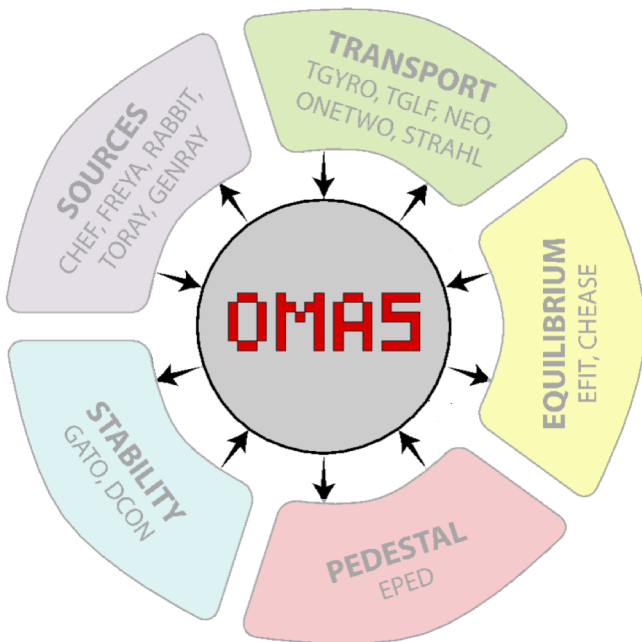 TRANSPORT
TGYRO, TGLF, NEO,
ONETWO, STRAHL
EQUILIBRIUM
EFIT, CHEASE
PEDESTAL
EPED
STABILITY
GATO, DCON
SOURCES
CHEF, FREYA, RABBIT,
TORAY, GENRAY
OMAS